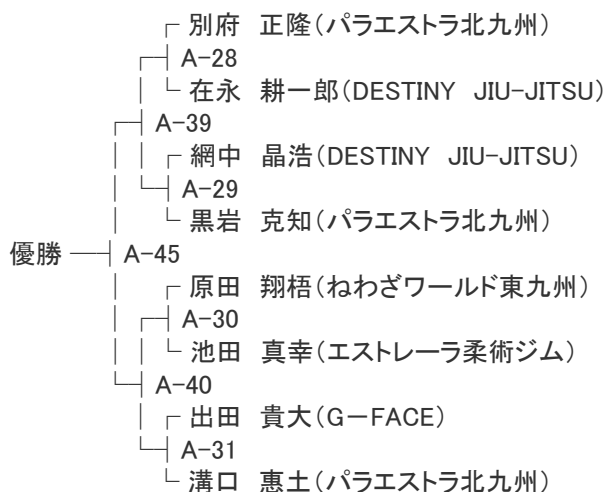 別府　正隆（パラエストラ北九州）
A-28
在永　耕一郎（DESTINY　JIU-JITSU）
A-39
網中　晶浩（DESTINY　JIU-JITSU）
A-29
黒岩　克知（パラエストラ北九州）
優勝 A-45
原田　翔梧（ねわざワールド東九州）
A-30
池田　真幸（エストレーラ柔術ジム）
A-40
出田　貴大（G－FACE）
A-31
溝口　惠土（パラエストラ北九州）